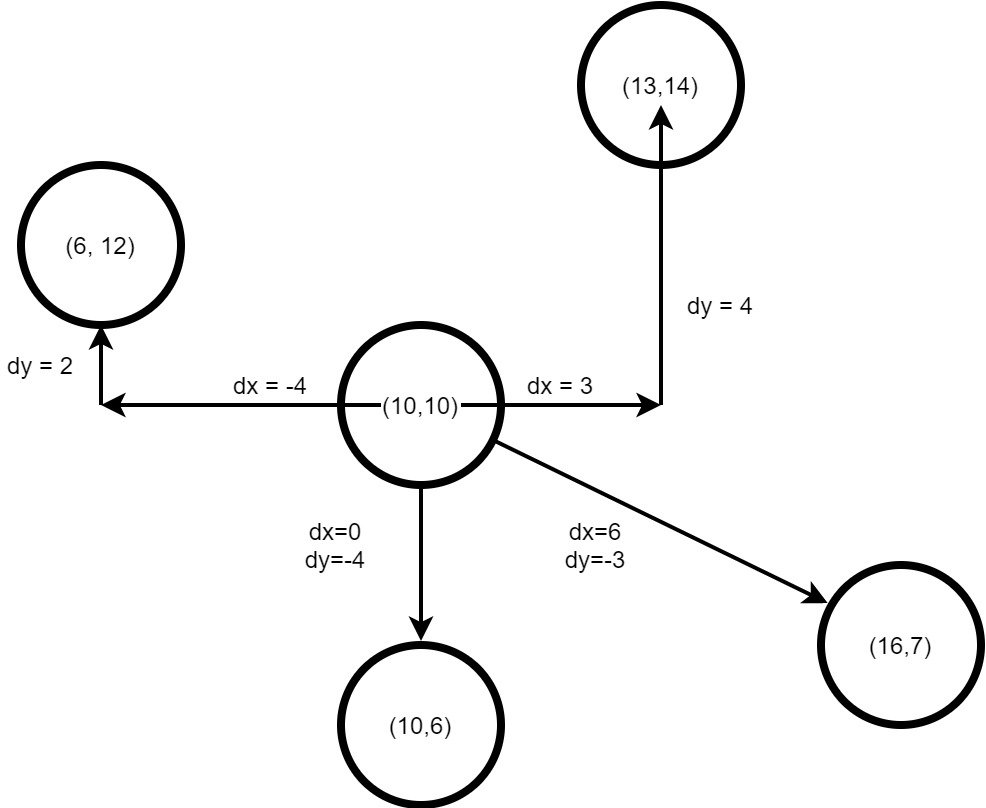 (13,14)
(6, 12)
dy = 4
dy = 2
dx = -4
(10,10)
dx = 3
dx=0
dy=-4
dx=6
dy=-3
(16,7)
(10,6)